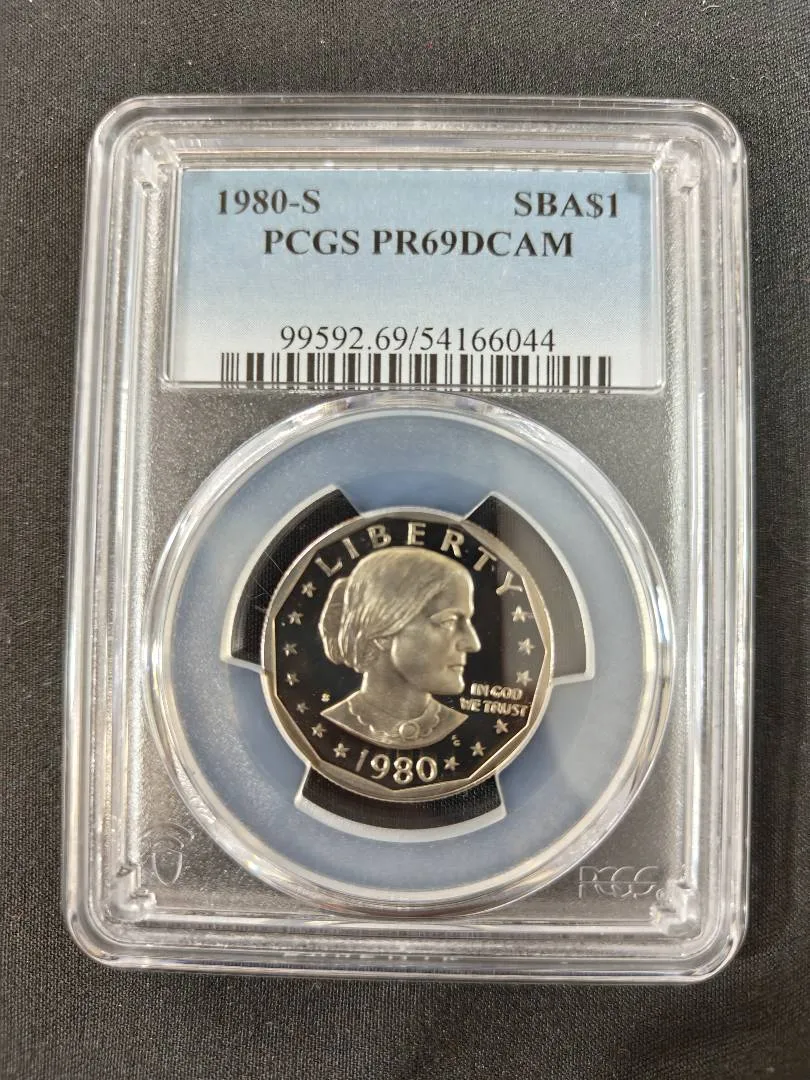 1980-S SBA$1
PCGS PR69DCAM
99592.69/54166044
LIBERTY
S
IN GOD
WE TRUST
1980
PCGS